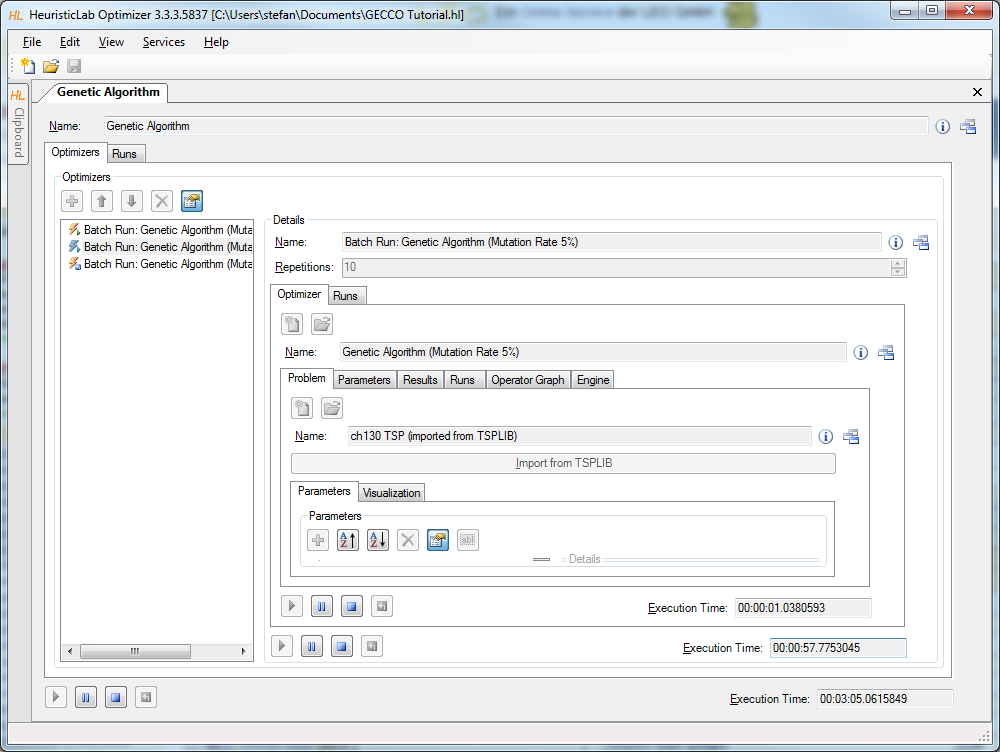 HL HeuristicLab Optimizer 3.3.3.5837 [C:\Users\stefan\Documents\GECCO Tutorial.hl]
File Edit View Services Help
HL Clipboard
Genetic Algorithm
Name: Genetic Algorithm
Optimizers Runs
Optimizers
Batch Run: Genetic Algorithm (Muta
Batch Run: Genetic Algorithm (Muta
Batch Run: Genetic Algorithm (Muta
Details
Name: Batch Run: Genetic Algorithm (Mutation Rate 5%)
Repetitions: 10
Optimizer Runs
Name: Genetic Algorithm (Mutation Rate 5%)
Problem Parameters Results Runs Operator Graph Engine
Name: ch130 TSP (imported from TSPLIB)
Import from TSPLIB
Parameters Visualization
Parameters
Details
Execution Time: 00:00:01.0380593
Execution Time: 00:00:57.7753045
Execution Time: 00:03:05.0615849